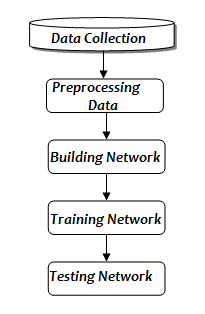 Data Collection
Preprocessing
Data
Building Network
Training Network
Testing Network